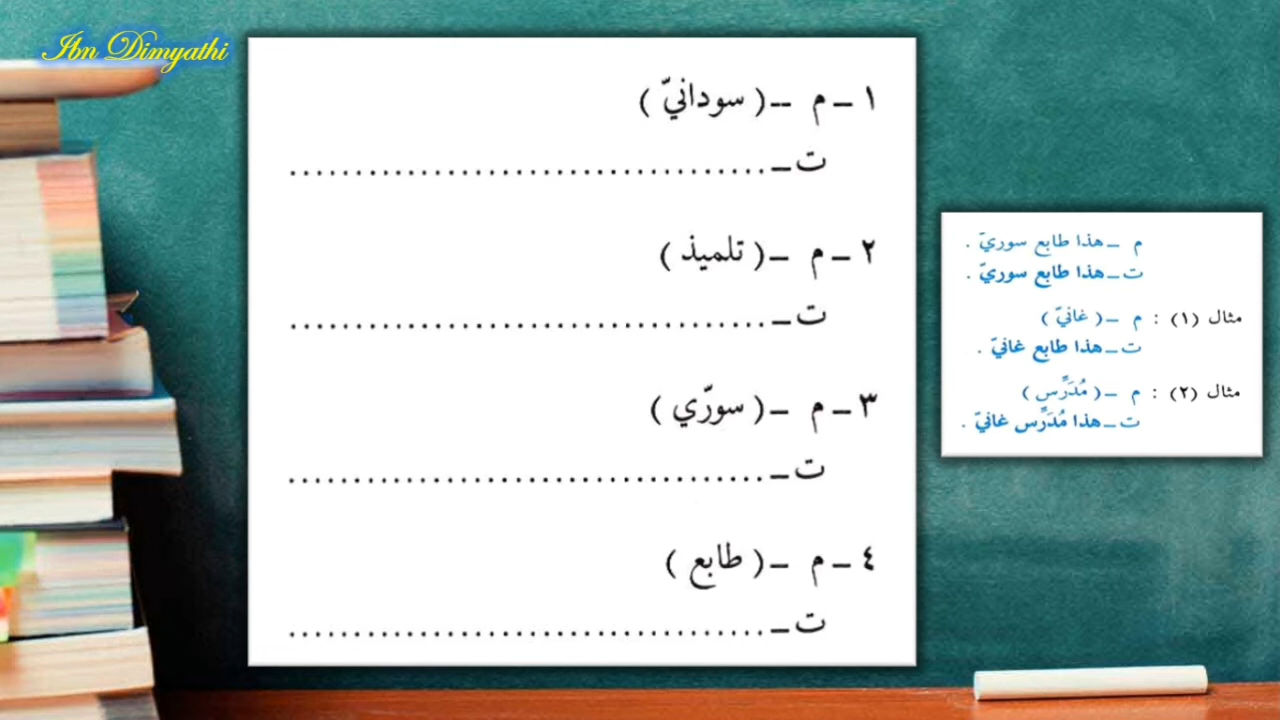 Ibn Dimyathi
١ – م – ( سودانيّ )
ت – .....................................
٢ – م – ( تلميذ )
ت – .....................................
٣ – م – ( سورّي )
ت – .....................................
٤ – م – ( طابع )
ت – .....................................
م – هذا طابع سوريّ .
ت – هذا طابع سوريّ .
مثال (١) : م – ( غانيّ )
ت – هذا طابع غانيّ .
مثال (٢) : م – ( مُدَرِّس )
ت – هذا مُدَرِّس غانيّ .